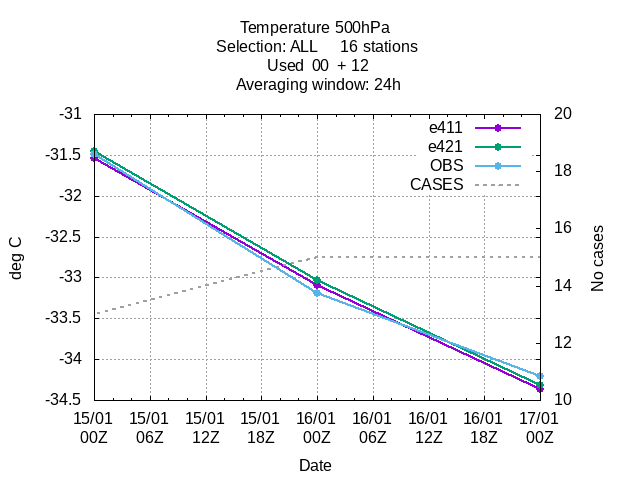 Temperature 500hPa
Selection: ALL     16 stations
Used  00  + 12
Averaging window: 24h
-31
-31.5
-32
-32.5
-33
-33.5
-34
-34.5
deg C
20
18
16
14
12
10
No cases
e411
e421
OBS
CASES
15/01 15/01 15/01 15/01 16/01 16/01 16/01 16/01 17/01
00Z 06Z 12Z 18Z 00Z 06Z 12Z 18Z 00Z
Date